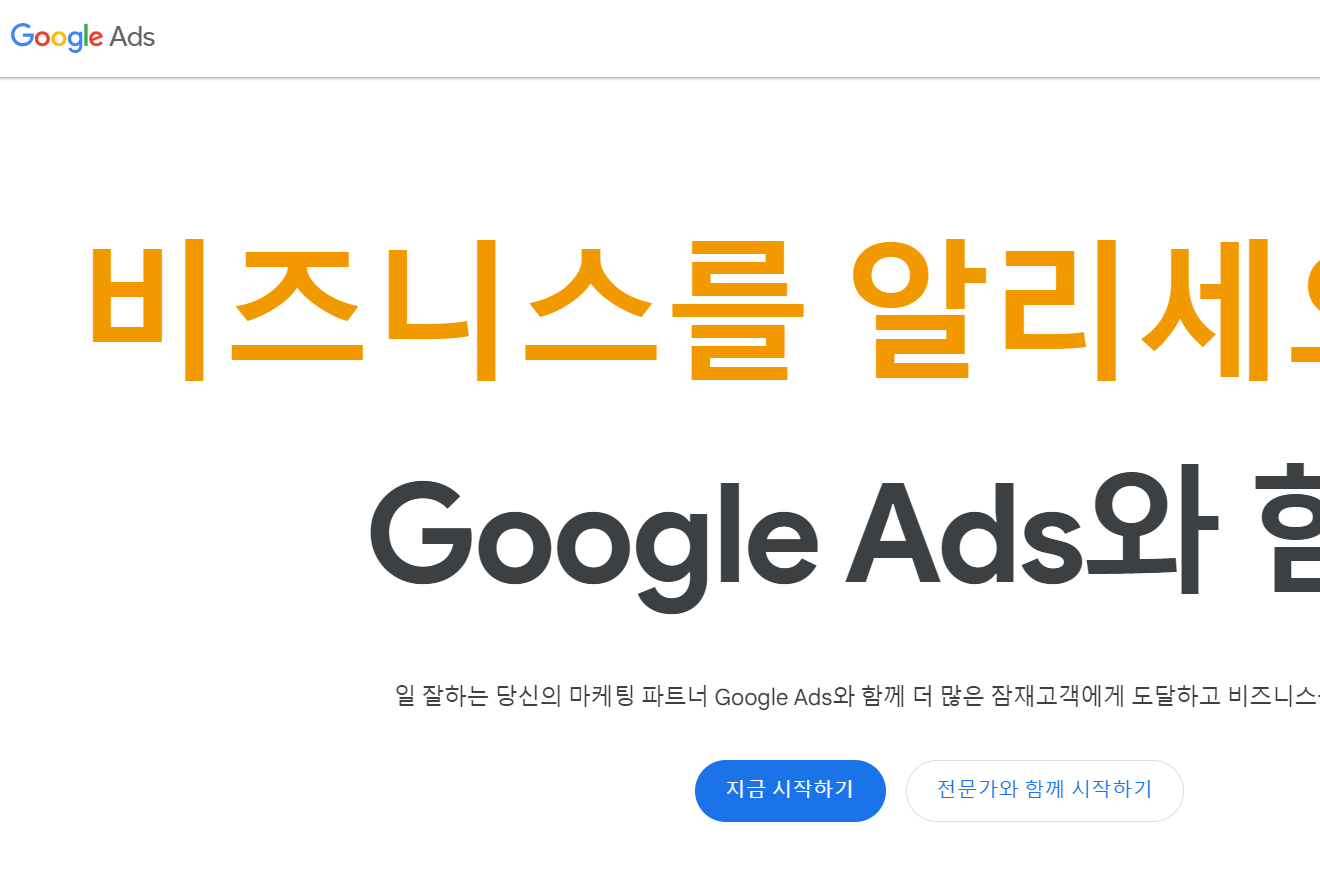 Google Ads
비즈니스를 알리세
Google Ads와
일 잘하는 당신의 마케팅 파트너 Google Ads와 함께 더 많은 잠재고객에게 도달하고 비즈니스
지금 시작하기
전문가와 함께 시작하기